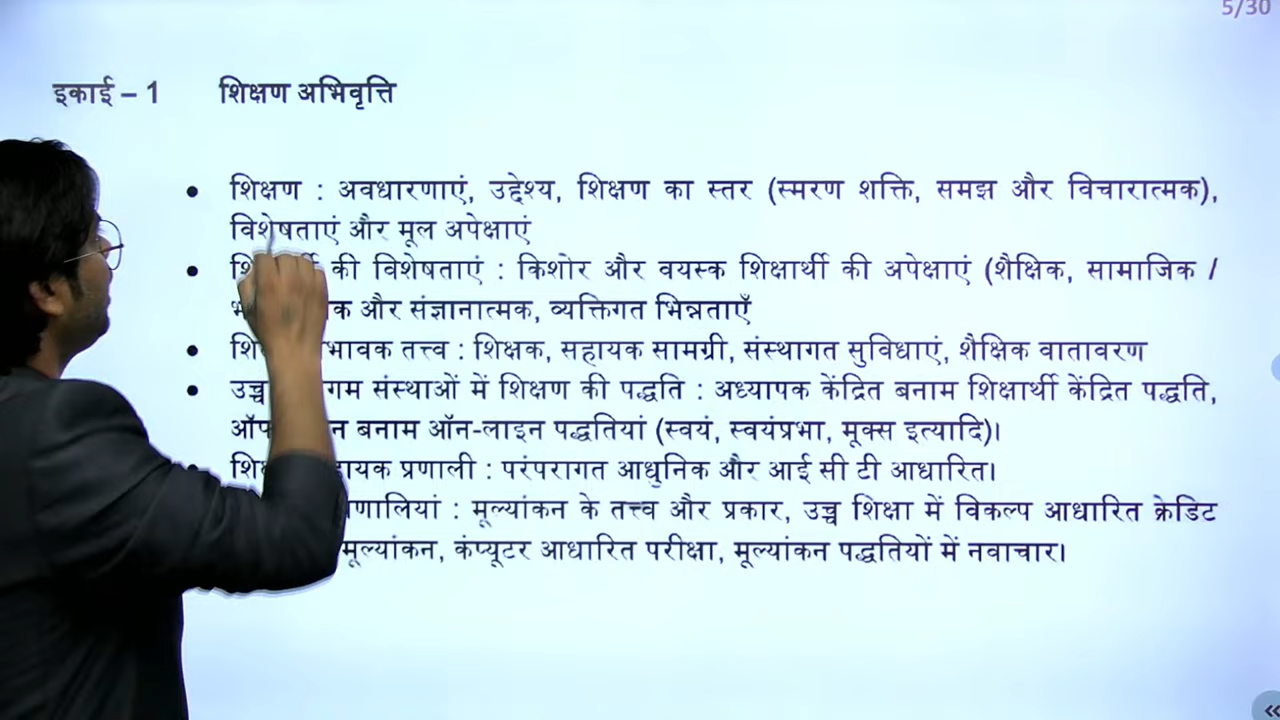 5/30
इकाई – 1 शिक्षण अभिवृत्ति
• शिक्षण : अवधारणाएं, उद्देश्य, शिक्षण का स्तर (स्मरण शक्ति, समझ और विचारात्मक),
विशेषताएं और मूल अपेक्षाएं
• की विशेषताएं : किशोर और वयस्क शिक्षार्थी की अपेक्षाएं (शैक्षिक, सामाजिक /
और संज्ञानात्मक, व्यक्तिगत भिन्नताएँ
• तत्त्व : शिक्षक, सहायक सामग्री, संस्थागत सुविधाएं, शैक्षिक वातावरण
• उच्च संस्थाओं में शिक्षण की पद्धति : अध्यापक केंद्रित बनाम शिक्षार्थी केंद्रित पद्धति,
बनाम ऑन-लाइन पद्धतियां (स्वयं, स्वयंप्रभा, मूक्स इत्यादि)।
प्रणाली : परंपरागत आधुनिक और आई सी टी आधारित।
: मूल्यांकन के तत्त्व और प्रकार, उच्च शिक्षा में विकल्प आधारित क्रेडिट
मूल्यांकन, कंप्यूटर आधारित परीक्षा, मूल्यांकन पद्धतियों में नवाचार।